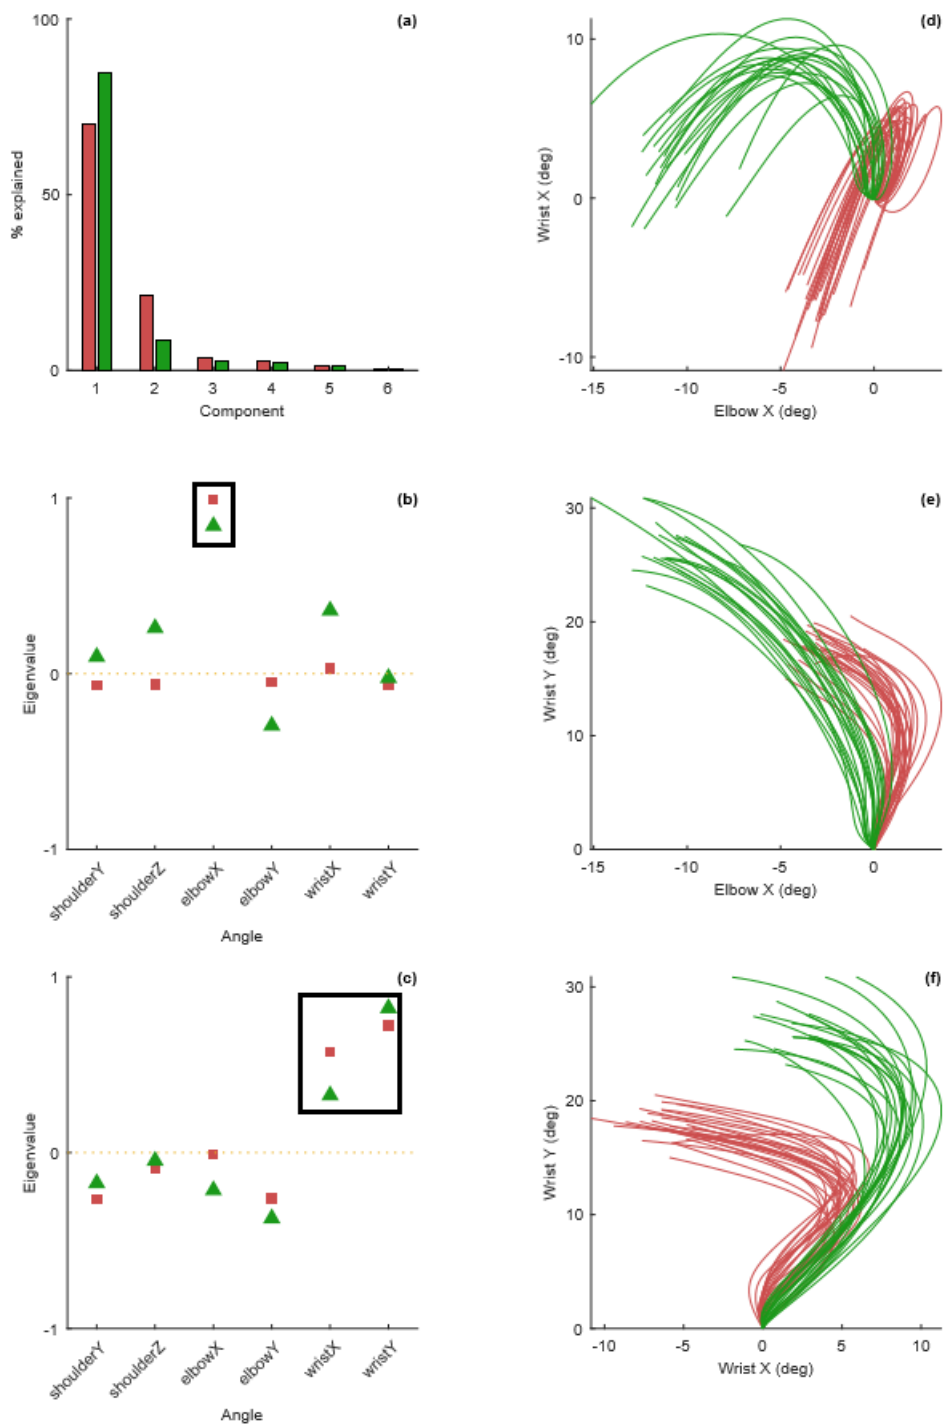 (a)
100
50
0
% explained
1 2 3 4 5 6
Component
(d)
10
0
-10
Wrist X (deg)
-15 -10 -5 0
Elbow X (deg)
(b)
1
0
-1
Eigenvalue
shoulderY shoulderZ elbowX elbowY wristX wristY
Angle
(e)
30
20
10
0
Wrist Y (deg)
-15 -10 -5 0
Elbow X (deg)
(c)
1
0
-1
Eigenvalue
shoulderY shoulderZ elbowX elbowY wristX wristY
Angle
(f)
30
20
10
0
Wrist Y (deg)
-10 -5 0 5 10
Wrist X (deg)